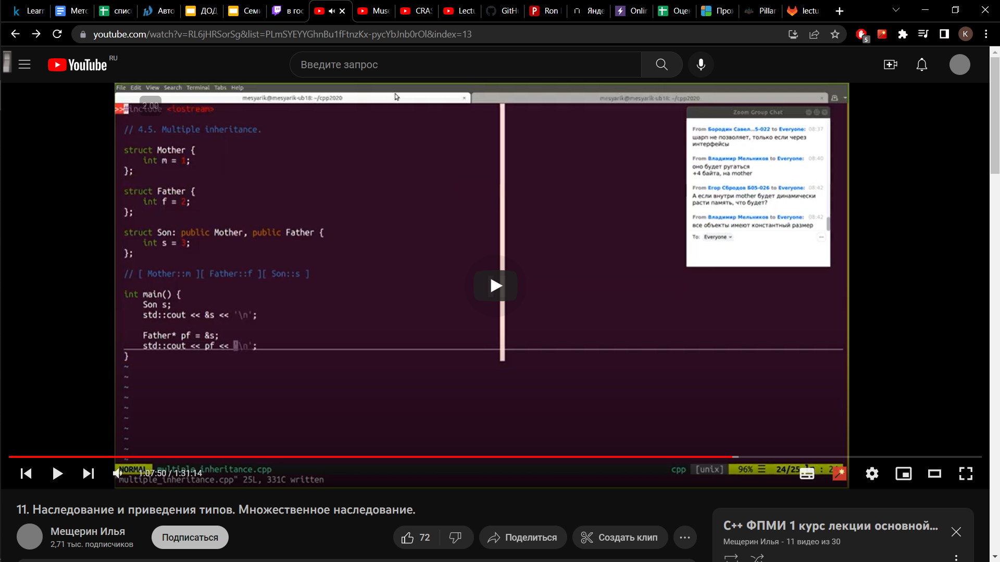 Learn
Мето
спис
Авто
ДОД
Семи
в гос
Muse
CRAS
Lectu
GitHu
Ron
Янде
Onlin
Оцен
Прох
Pillar
lectu
youtube.com/watch?v=RL6jHRSorSg&list=PLmSYEYYGhnBu1fFtnzKx-pycYbJnb0rOl&index=13
5
K
YouTube RU
Введите запрос
File Edit View Search Terminal Tabs Help
mesyarik@mesyarik-ub18: ~/cpp2020
mesyarik@mesyarik-ub18: ~/cpp2020
2.00
>>#include <iostream>
// 4.5. Multiple inheritance.
struct Mother {
int m = 1;
};
struct Father {
int f = 2;
};
struct Son: public Mother, public Father {
int s = 3;
};
// [ Mother::m ][ Father::f ][ Son::s ]
int main() {
Son s;
std::cout << &s << '\n';
Father* pf = &s;
std::cout << pf << '\n';
}
~
~
~
~
~
~
~
~
~
Zoom Group Chat
From Бородин Савел...5-022 to Everyone: 08:37
шарп не позволяет, только если через
интерфейсы
From Владимир Мельников to Everyone: 08:40
оно будет ругаться
+4 байта, на mother
From Егор Сбродов Б05-026 to Everyone: 08:42
А если внутри mother будет динамически
расти память, что будет?
From Владимир Мельников to Everyone: 08:42
все объекты имеют константный размер
To: Everyone
NORMAL multiple_inheritance.cpp
cpp [unix] 96% 24/25
1:07:50 / 1:31:14
"multiple_inheritance.cpp" 25L, 331C written
11. Наследование и приведения типов. Множественное наследование.
Мещерин Илья
2,71 тыс. подписчиков
Подписаться
72
Поделиться
Создать клип
C++ ФПМИ 1 курс лекции основной...
Мещерин Илья - 11 видео из 30